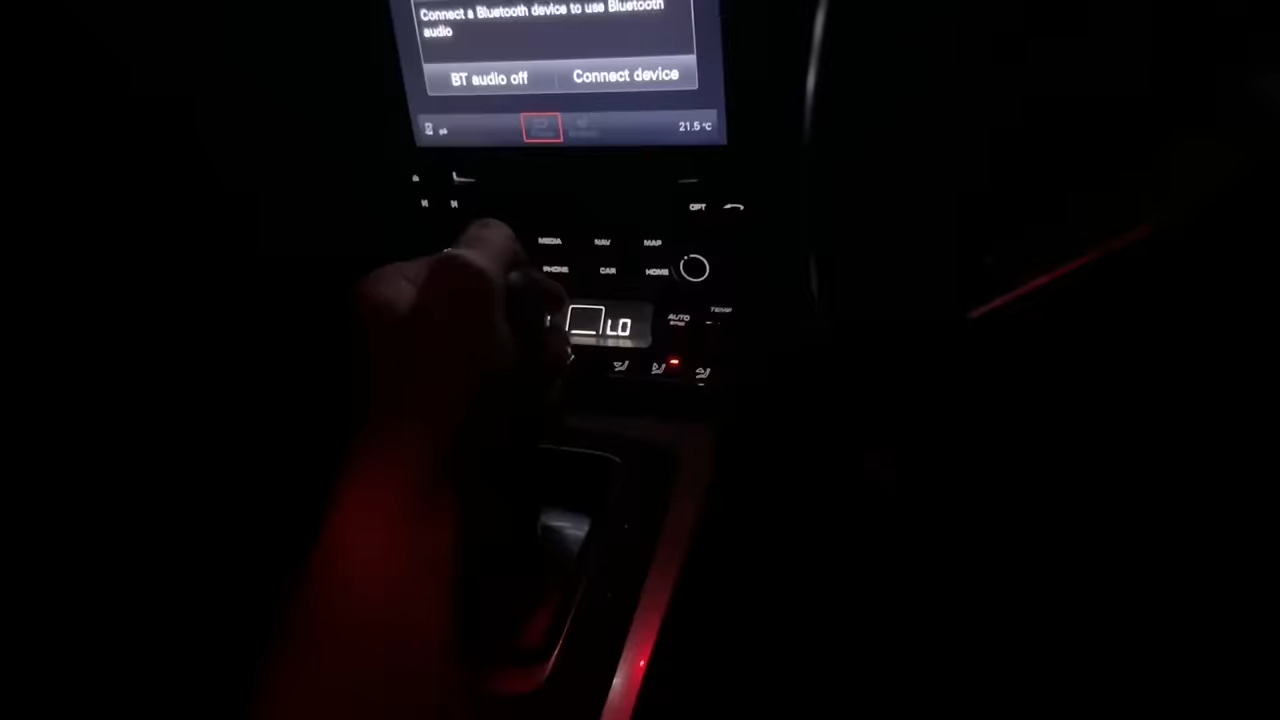 Connect a Bluetooth device to use Bluetooth
audio
BT audio off Connect device
21.5 °C
OPT
MEDIA NAV MAP
PHONE CAR HOME
LO AUTO TEMP
SYNC